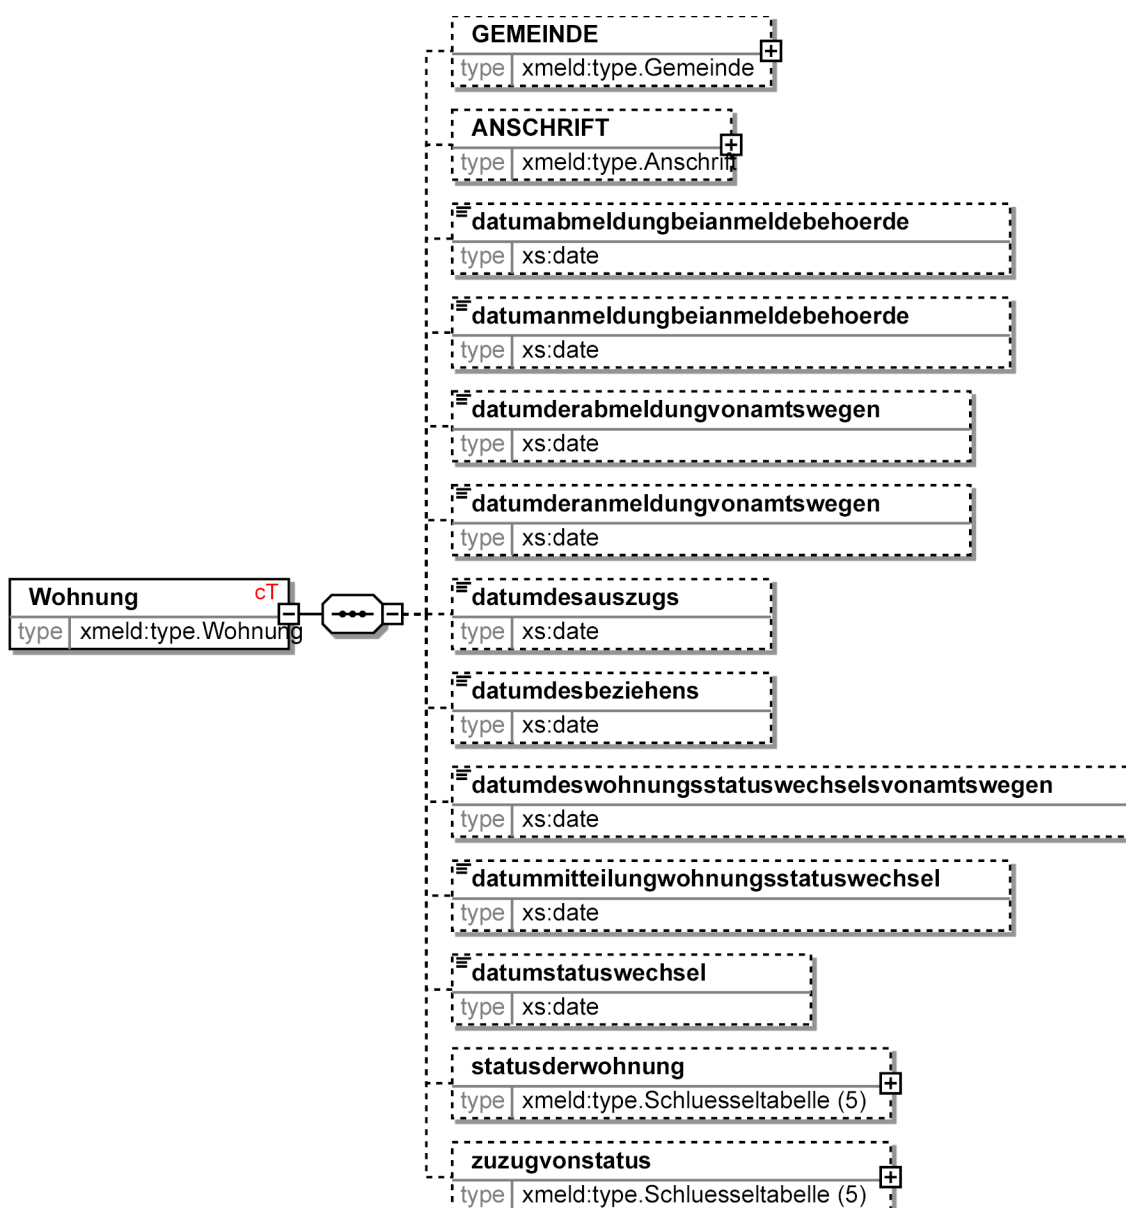 GEMEINDE
type xmeld:type.Gemeinde
ANSCHRIFT
type xmeld:type.Anschrift
datumabmeldungbeianmeldebehoerde
type xs:date
datumanmeldungbeianmeldebehoerde
type xs:date
datumderabmeldungvonamtswegen
type xs:date
datumderanmeldungvonamtswegen
type xs:date
Wohnung cT
type xmeld:type.Wohnung
datumdesauszugs
type xs:date
datumdesbeziehens
type xs:date
datumdeswohnungsstatuswechselsvonamtswegen
type xs:date
datummitteilungwohnungsstatuswechsel
type xs:date
datumstatuswechsel
type xs:date
statusderwohnung
type xmeld:type.Schluesseltabelle (5)
zuzugvonstatus
type xmeld:type.Schluesseltabelle (5)